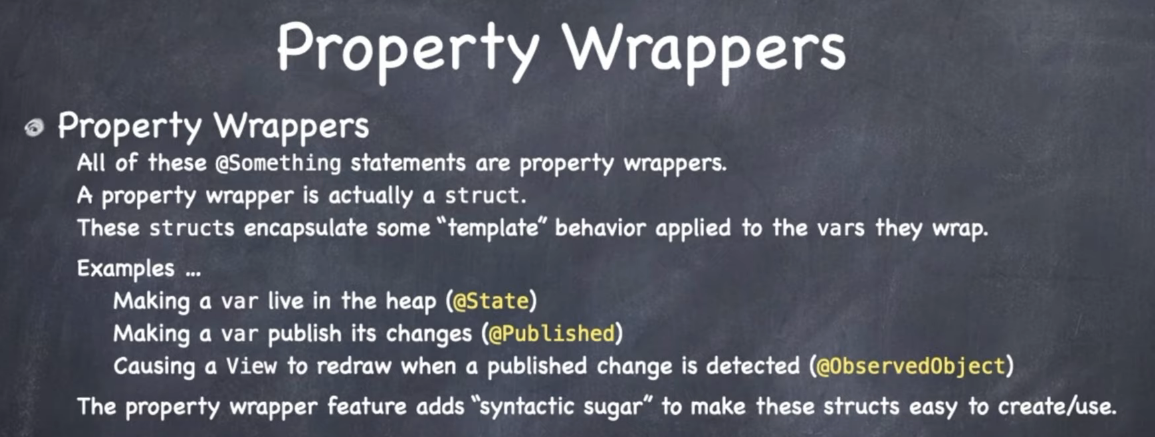 Property Wrappers
Property Wrappers
All of these @Something statements are property wrappers.
A property wrapper is actually a struct.
These structs encapsulate some “template” behavior applied to the vars they wrap.
Examples ...
Making a var live in the heap (@State)
Making a var publish its changes (@Published)
Causing a View to redraw when a published change is detected (@ObservedObject)
The property wrapper feature adds “syntactic sugar” to make these structs easy to create/use.